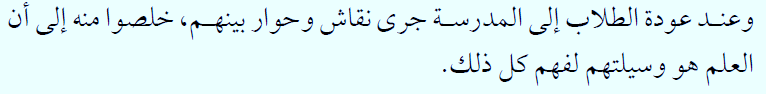 وعند عودة الطلاب إلى المدرسة جرى نقاش وحوار بينهم، خلصوا منه إلى أن
العلم هو وسيلتهم لفهم كل ذلك.